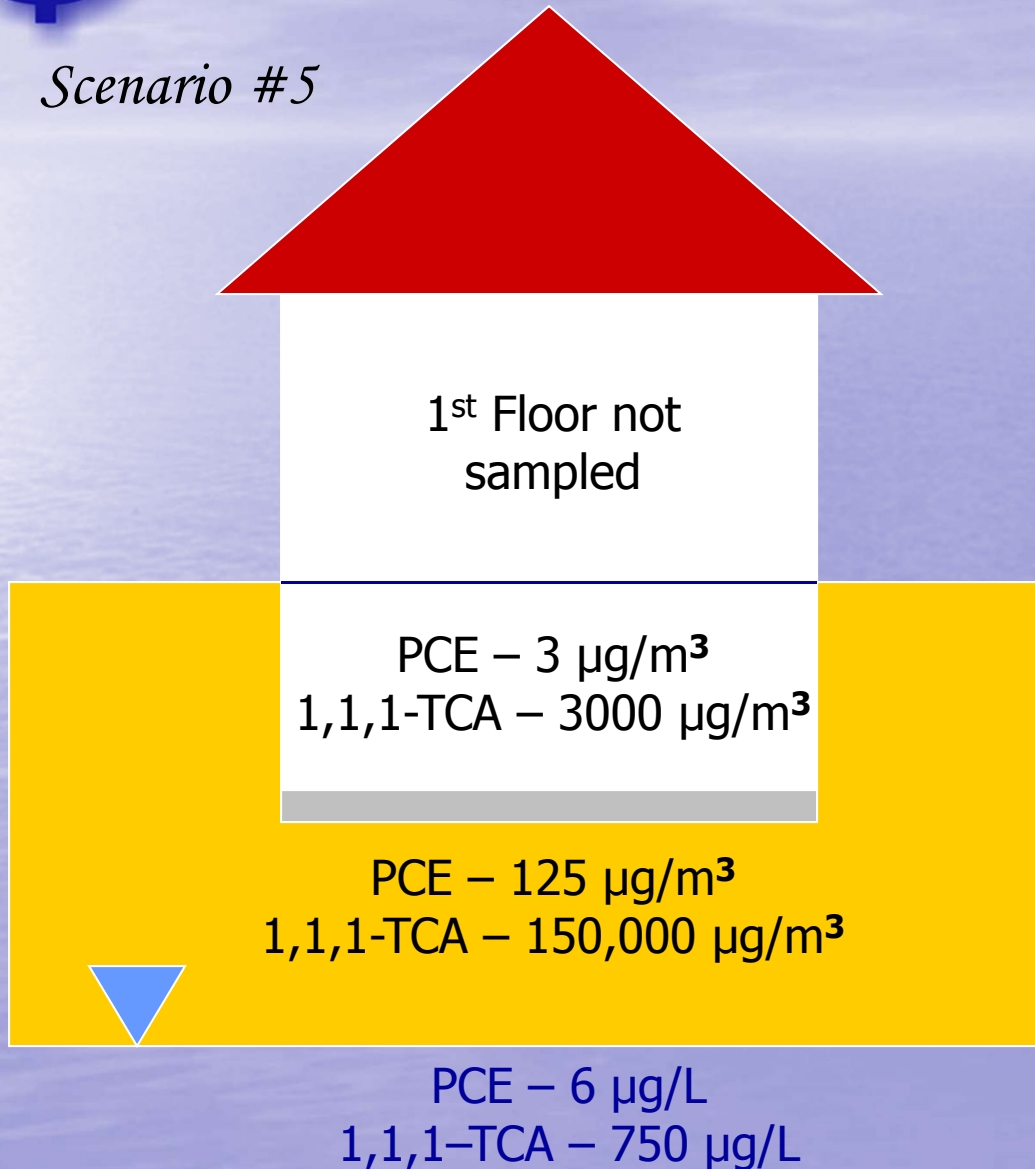 Scenario #5
1st Floor not
sampled
PCE – 3 µg/m³
1,1,1-TCA – 3000 µg/m³
PCE – 125 µg/m³
1,1,1-TCA – 150,000 µg/m³
PCE – 6 µg/L
1,1,1–TCA – 750 µg/L